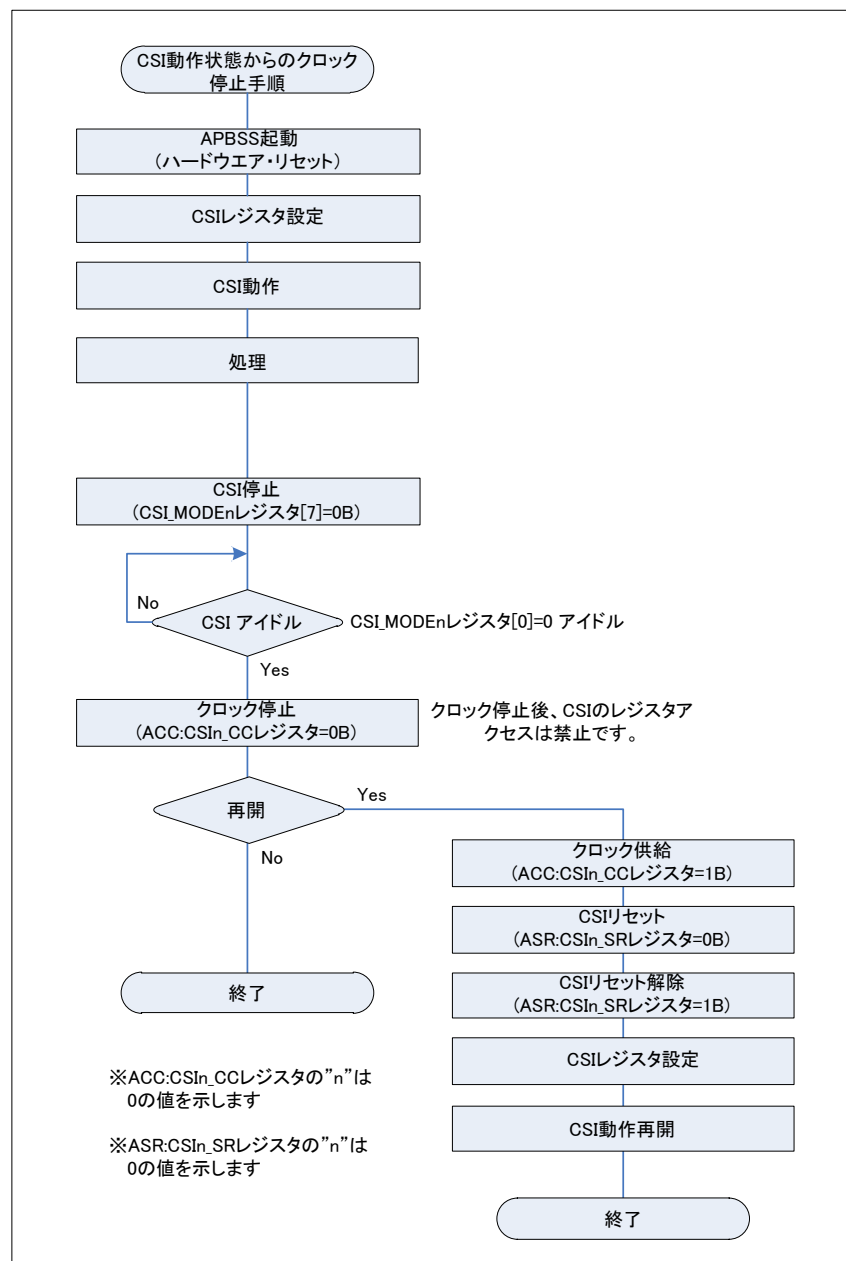 CSI動作状態からのクロック
停止手順
APBSS起動
(ハードウエア・リセット)
CSIレジスタ設定
CSI動作
処理
CSI停止
(CSI_MODEnレジスタ[7]=0B)
No
CSI アイドル
CSI_MODEnレジスタ[0]=0 アイドル
Yes
クロック停止
(ACC:CSIn_CCレジスタ=0B)
クロック停止後、CSIのレジスタア
クセスは禁止です。
再開
Yes
No
クロック供給
(ACC:CSIn_CCレジスタ=1B)
CSIリセット
(ASR:CSIn_SRレジスタ=0B)
CSIリセット解除
(ASR:CSIn_SRレジスタ=1B)
CSIレジスタ設定
CSI動作再開
終了
終了
※ACC:CSIn_CCレジスタの”n”は
0の値を示します
※ASR:CSIn_SRレジスタの”n”は
0の値を示します